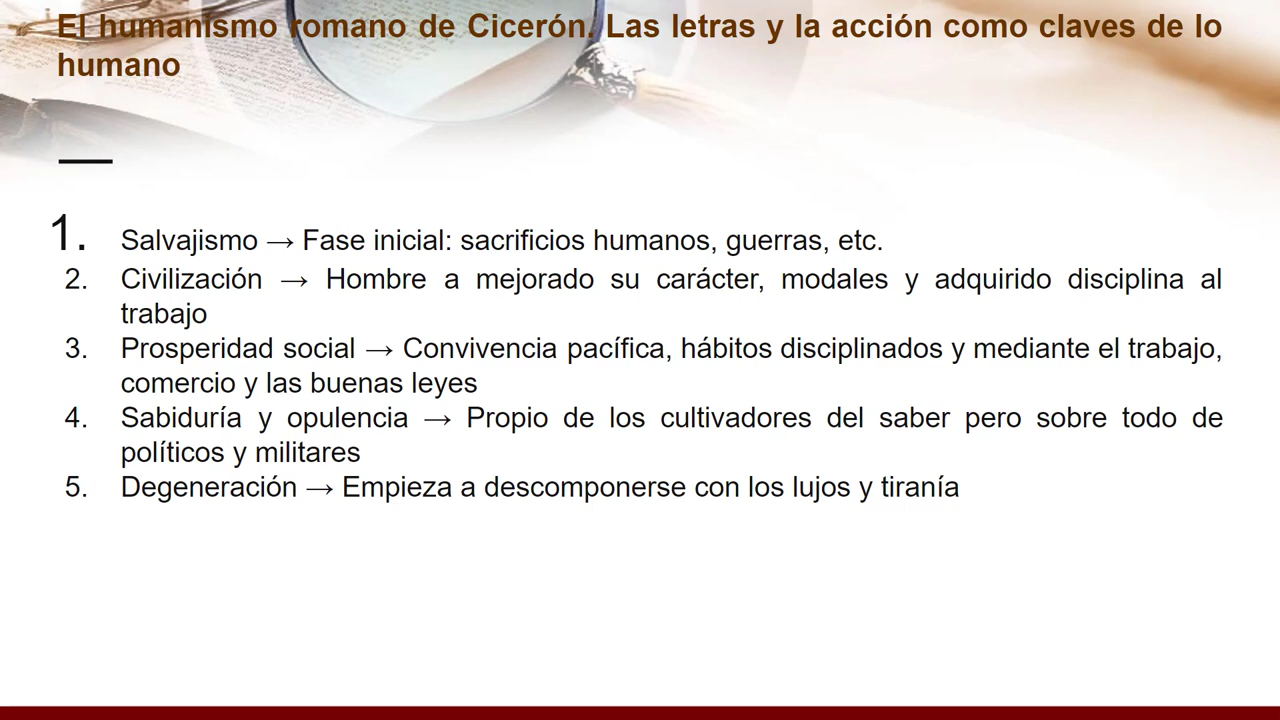 El humanismo romano de Cicerón. Las letras y la acción como claves de lo
humano
1. Salvajismo → Fase inicial: sacrificios humanos, guerras, etc.
2. Civilización → Hombre a mejorado su carácter, modales y adquirido disciplina al
trabajo
3. Prosperidad social → Convivencia pacífica, hábitos disciplinados y mediante el trabajo,
comercio y las buenas leyes
4. Sabiduría y opulencia → Propio de los cultivadores del saber pero sobre todo de
políticos y militares
5. Degeneración → Empieza a descomponerse con los lujos y tiranía